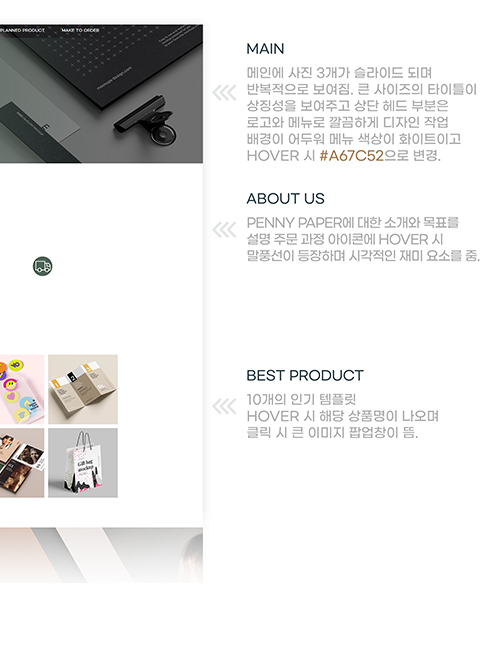 PLANNED PRODUCT MAKE TO ORDER
MAIN
메인에 사진 3개가 슬라이드 되며
반복적으로 보여짐. 큰 사이즈의 타이틀이
상징성을 보여주고 상단 헤드 부분은
로고와 메뉴로 깔끔하게 디자인 작업
배경이 어두워 메뉴 색상이 화이트이고
HOVER 시 #A67C52으로 변경.
ABOUT US
PENNY PAPER에 대한 소개와 목표를
설명 주문 과정 아이콘에 HOVER 시
말풍선이 등장하며 시각적인 재미 요소를 줌.
BEST PRODUCT
10개의 인기 템플릿
HOVER 시 해당 상품명이 나오며
클릭 시 큰 이미지 팝업창이 뜸.
Gift bag
mockup